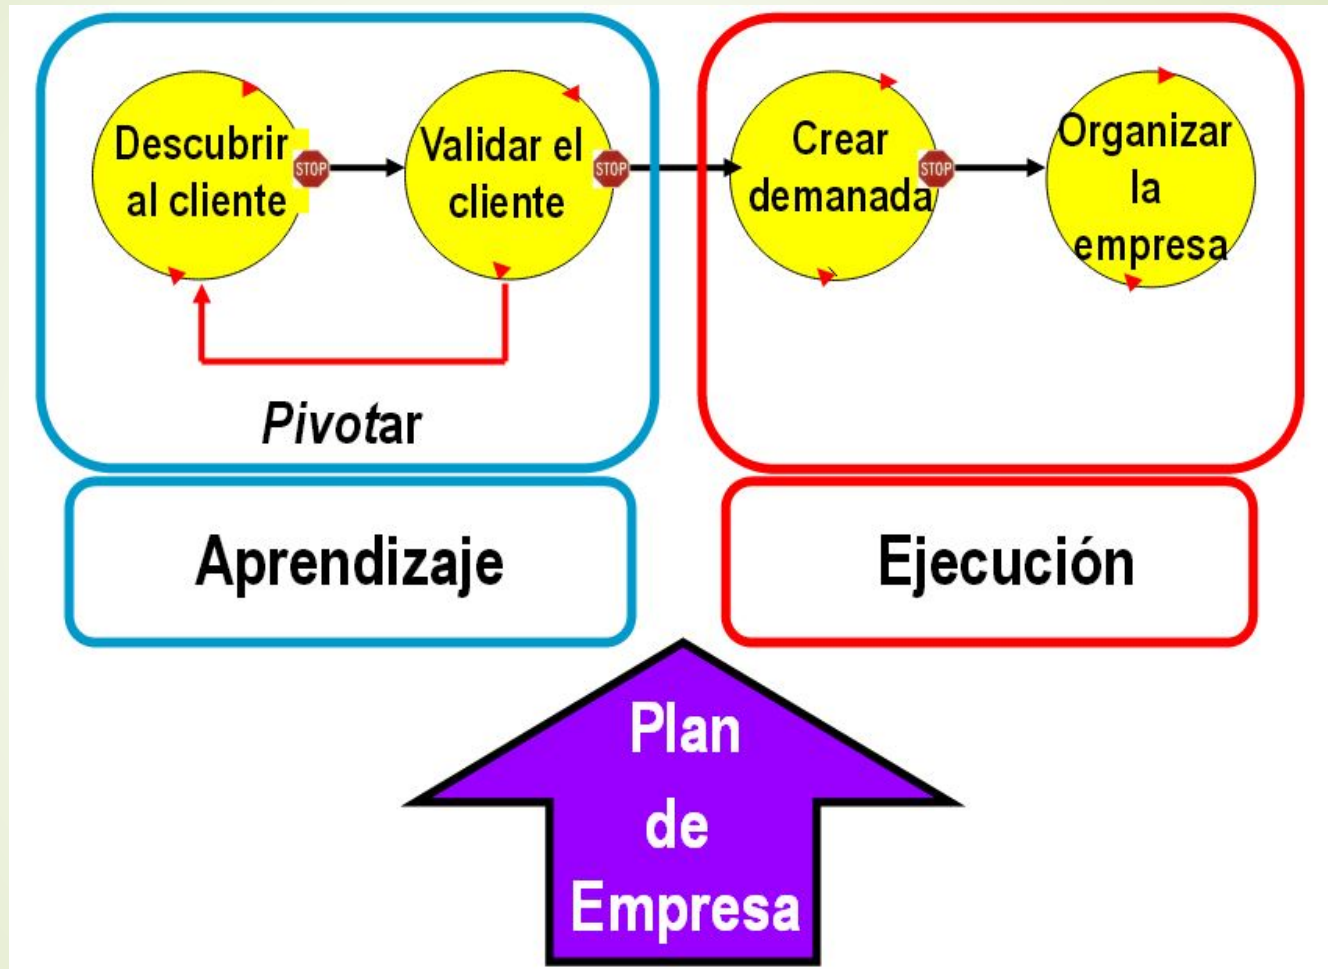 Descubrir
al cliente
STOP
Validar el
cliente
STOP
Crear
demanada
STOP
Organizar
la
empresa
Pivotar
Aprendizaje
Ejecución
Plan
de
Empresa